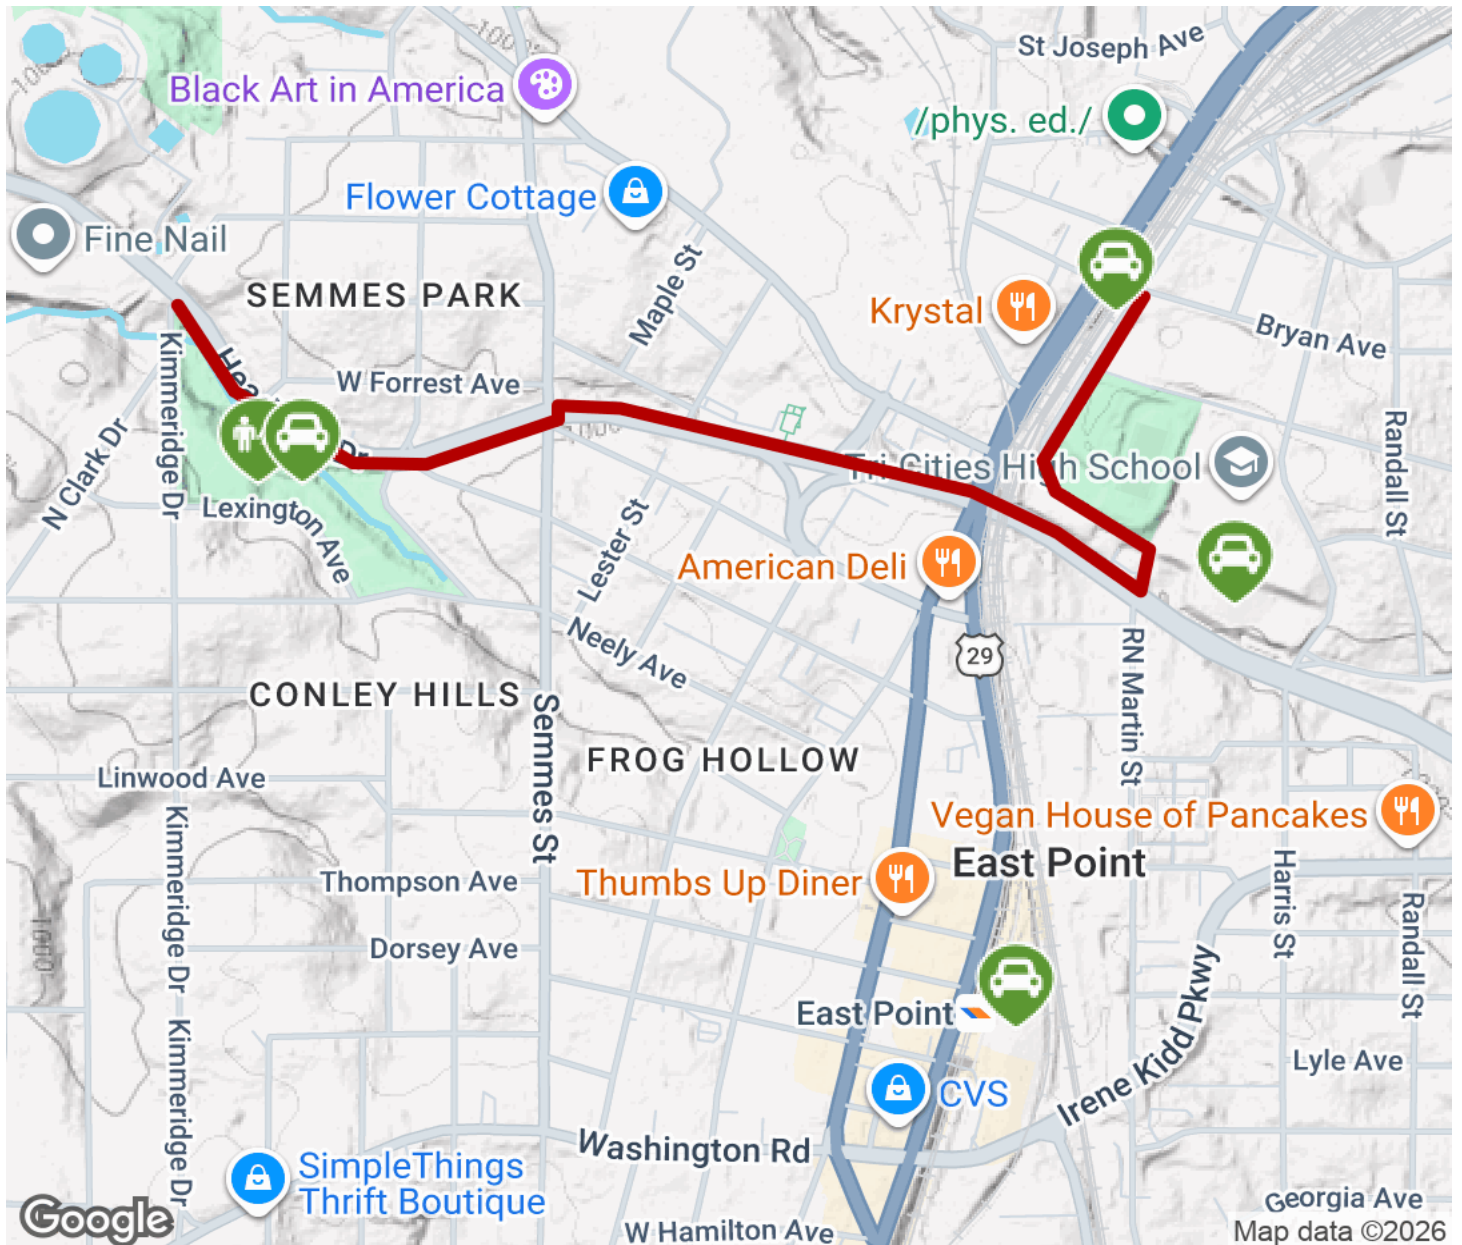 St Joseph Ave
Black Art in America
/phys. ed./
Flower Cottage
Fine Nail
SEMMES PARK
Maple St
Krystal
Bryan Ave
Kimmeridge Dr
W Forrest Ave
N Clark Dr
Dr
Randall St
Tri-Cities High School
Lexington Ave
Lester St
American Deli
Neely Ave
29
RN Martin St
CONLEY HILLS
Semmes St
FROG HOLLOW
Linwood Ave
Kimmeridge Dr
Vegan House of Pancakes
East Point
Thompson Ave
Thumbs Up Diner
Harris St
Randall St
Dorsey Ave
1000
East Point
Kimmeridge Dr
Irene Kidd Pkwy
Lyle Ave
CVS
Washington Rd
SimpleThings
Thrift Boutique
Georgia Ave
Google
W Hamilton Ave
Map data ©2026